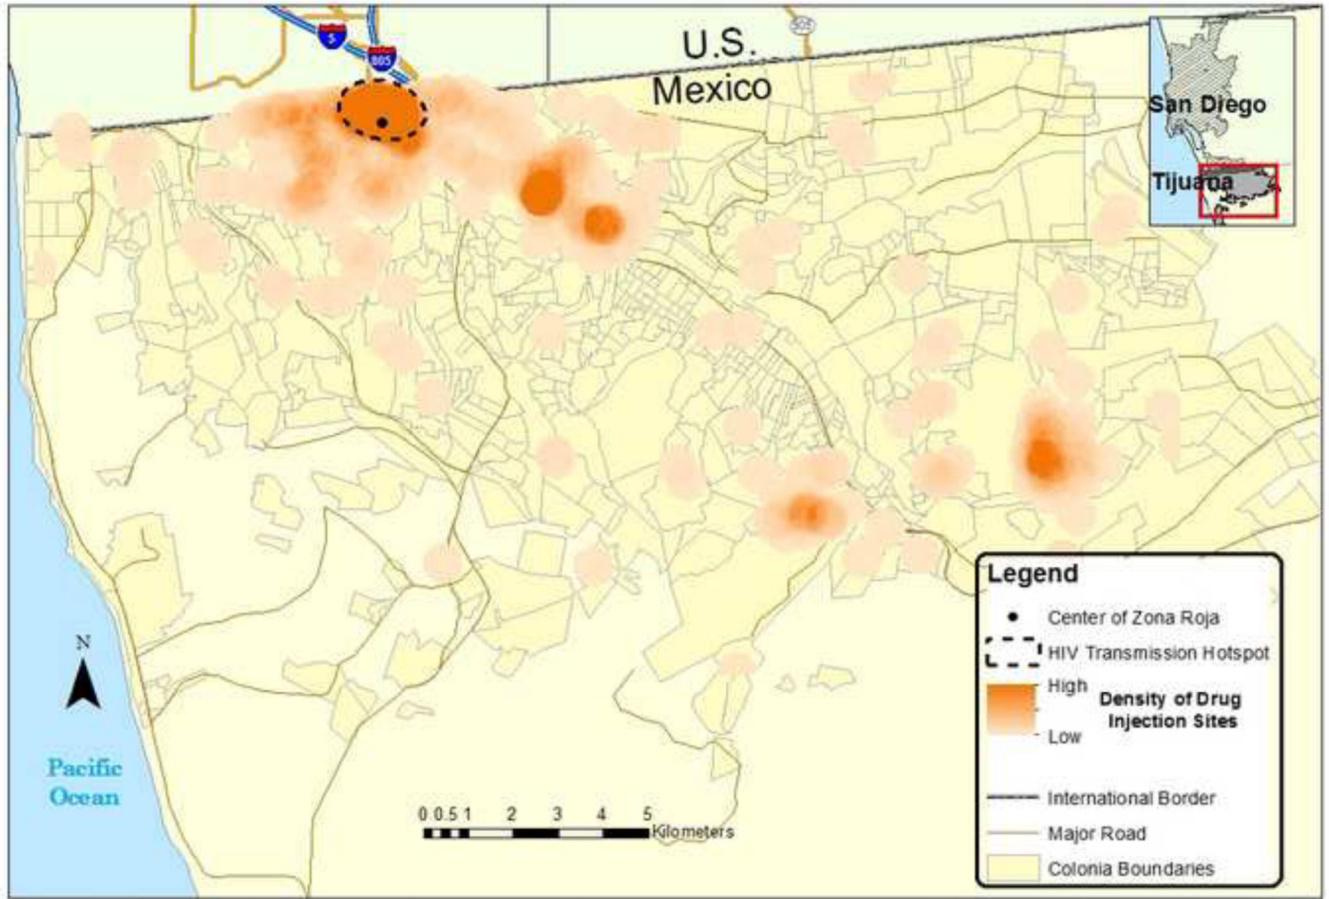 5
805
905
U.S.
Mexico
San Diego
Tijuana
N
Pacific
Ocean
0 0.5 1 2 3 4 5
Kilometers
Legend
Center of Zona Roja
HIV Transmission Hotspot
High
Density of Drug
Injection Sites
Low
International Border
Major Road
Colonia Boundaries